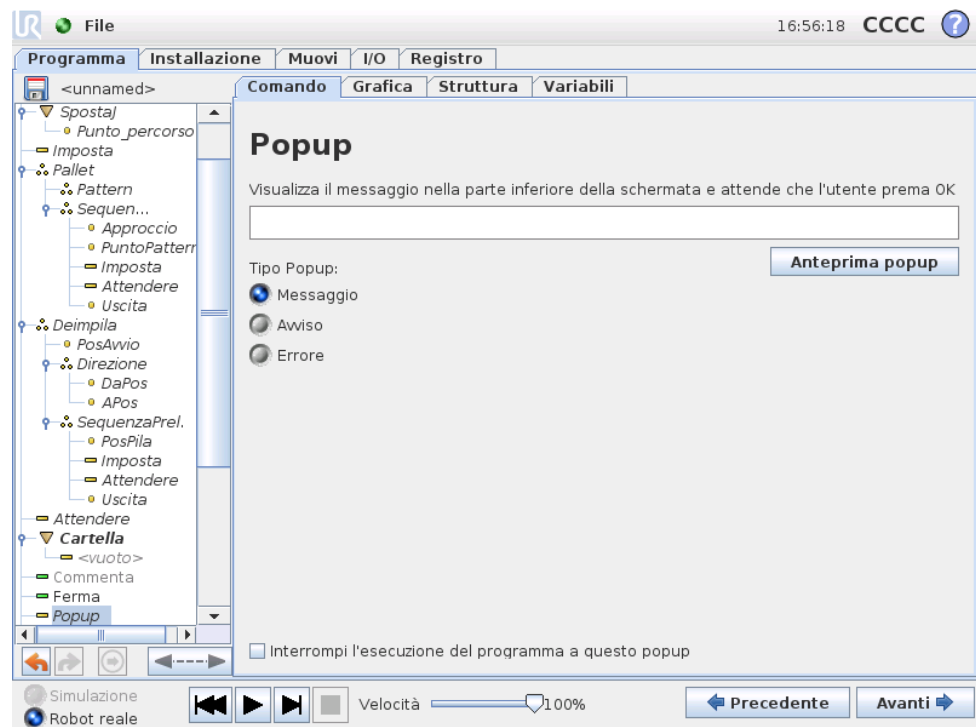 UR File 16:56:18 CCCC ?
Programma Installazione Muovi I/O Registro
<unnamed> Comando Grafica Struttura Variabili
SpostaJ
Punto_percorso
Imposta
Pallet
Pattern
Sequen...
Approccio
PuntoPattern
Imposta
Attendere
Uscita
Deimpila
PosAvvio
Direzione
DaPos
APos
SequenzaPrel.
PosPila
Imposta
Attendere
Uscita
Attendere
Cartella
<vuoto>
Commenta
Ferma
Popup
Popup
Visualizza il messaggio nella parte inferiore della schermata e attende che l'utente prema OK
Anteprima popup
Tipo Popup:
Messaggio
Avviso
Errore
Interrompi l'esecuzione del programma a questo popup
Simulazione
Robot reale
Velocità 100%
Precedente Avanti